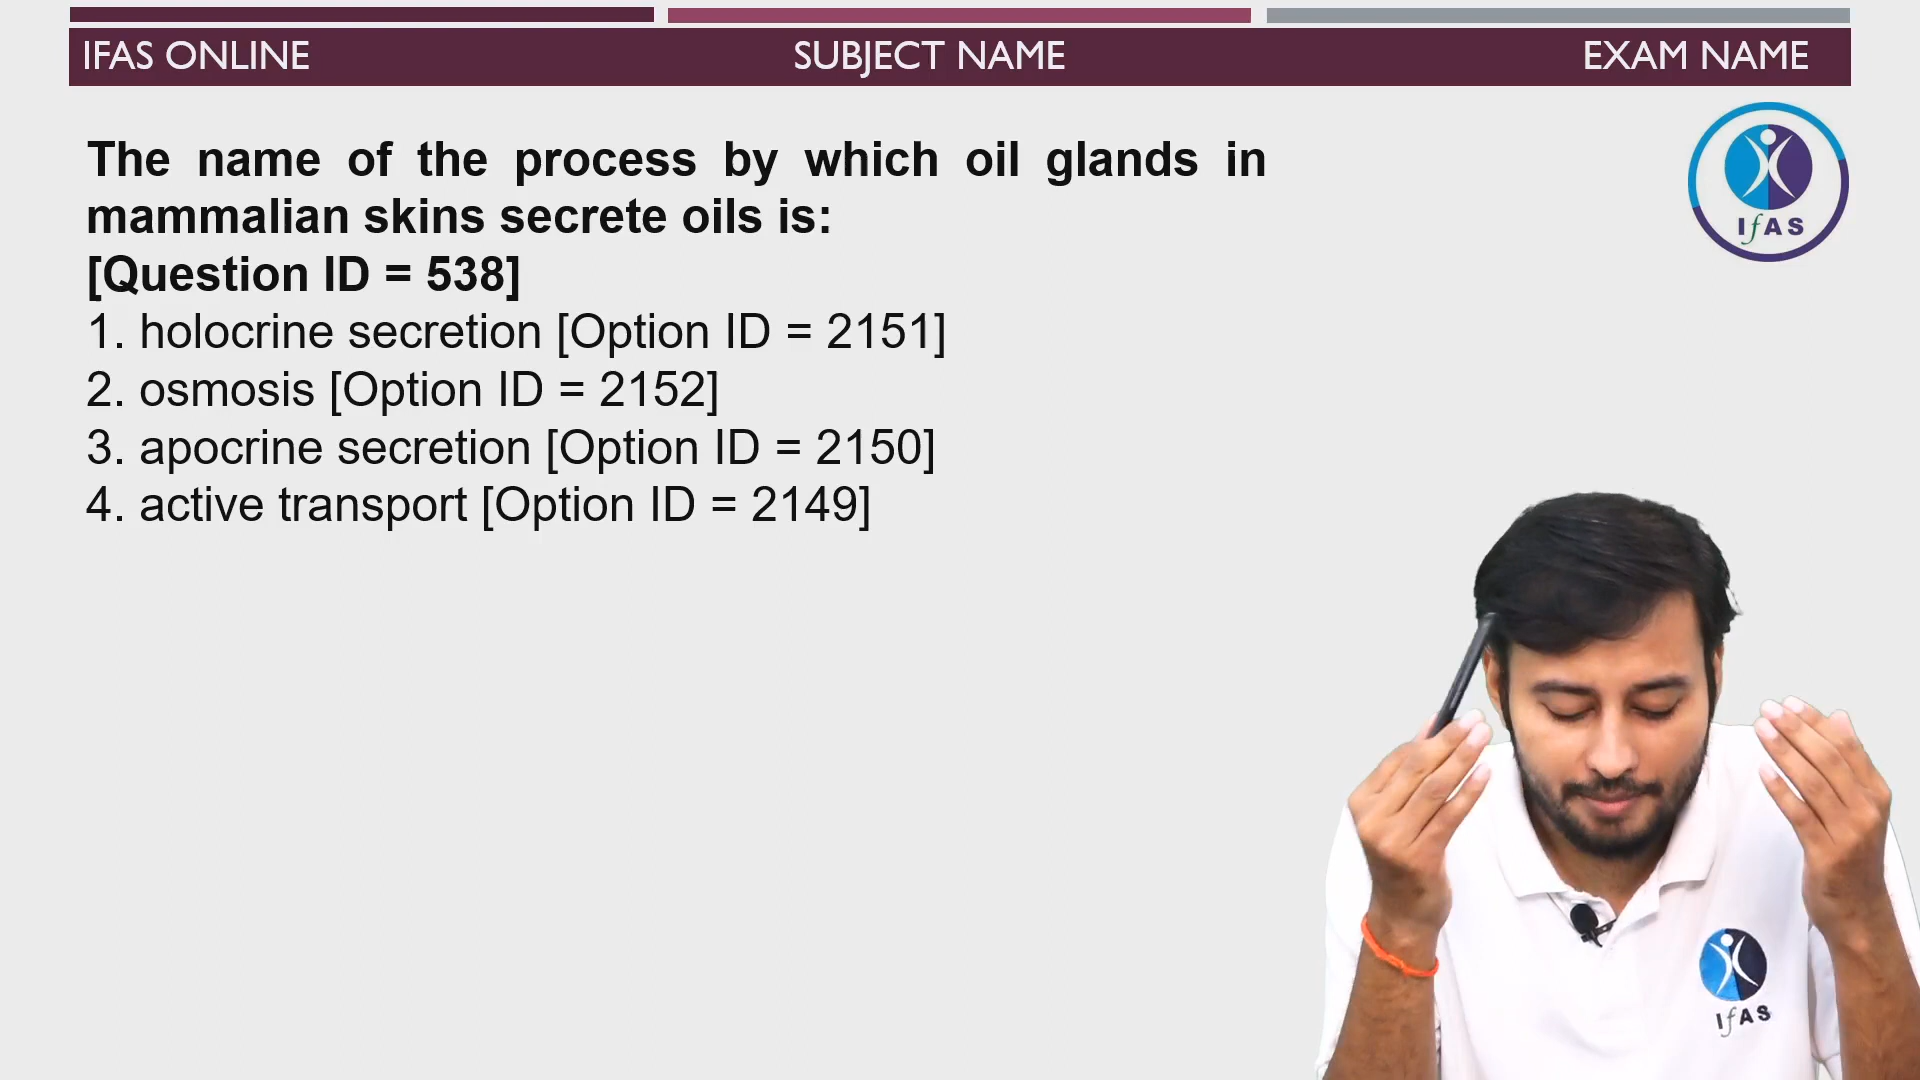 IFAS ONLINE SUBJECT NAME EXAM NAME
The name of the process by which oil glands in
mammalian skins secrete oils is:
[Question ID = 538]
1. holocrine secretion [Option ID = 2151]
2. osmosis [Option ID = 2152]
3. apocrine secretion [Option ID = 2150]
4. active transport [Option ID = 2149]
IfAS
IfAS